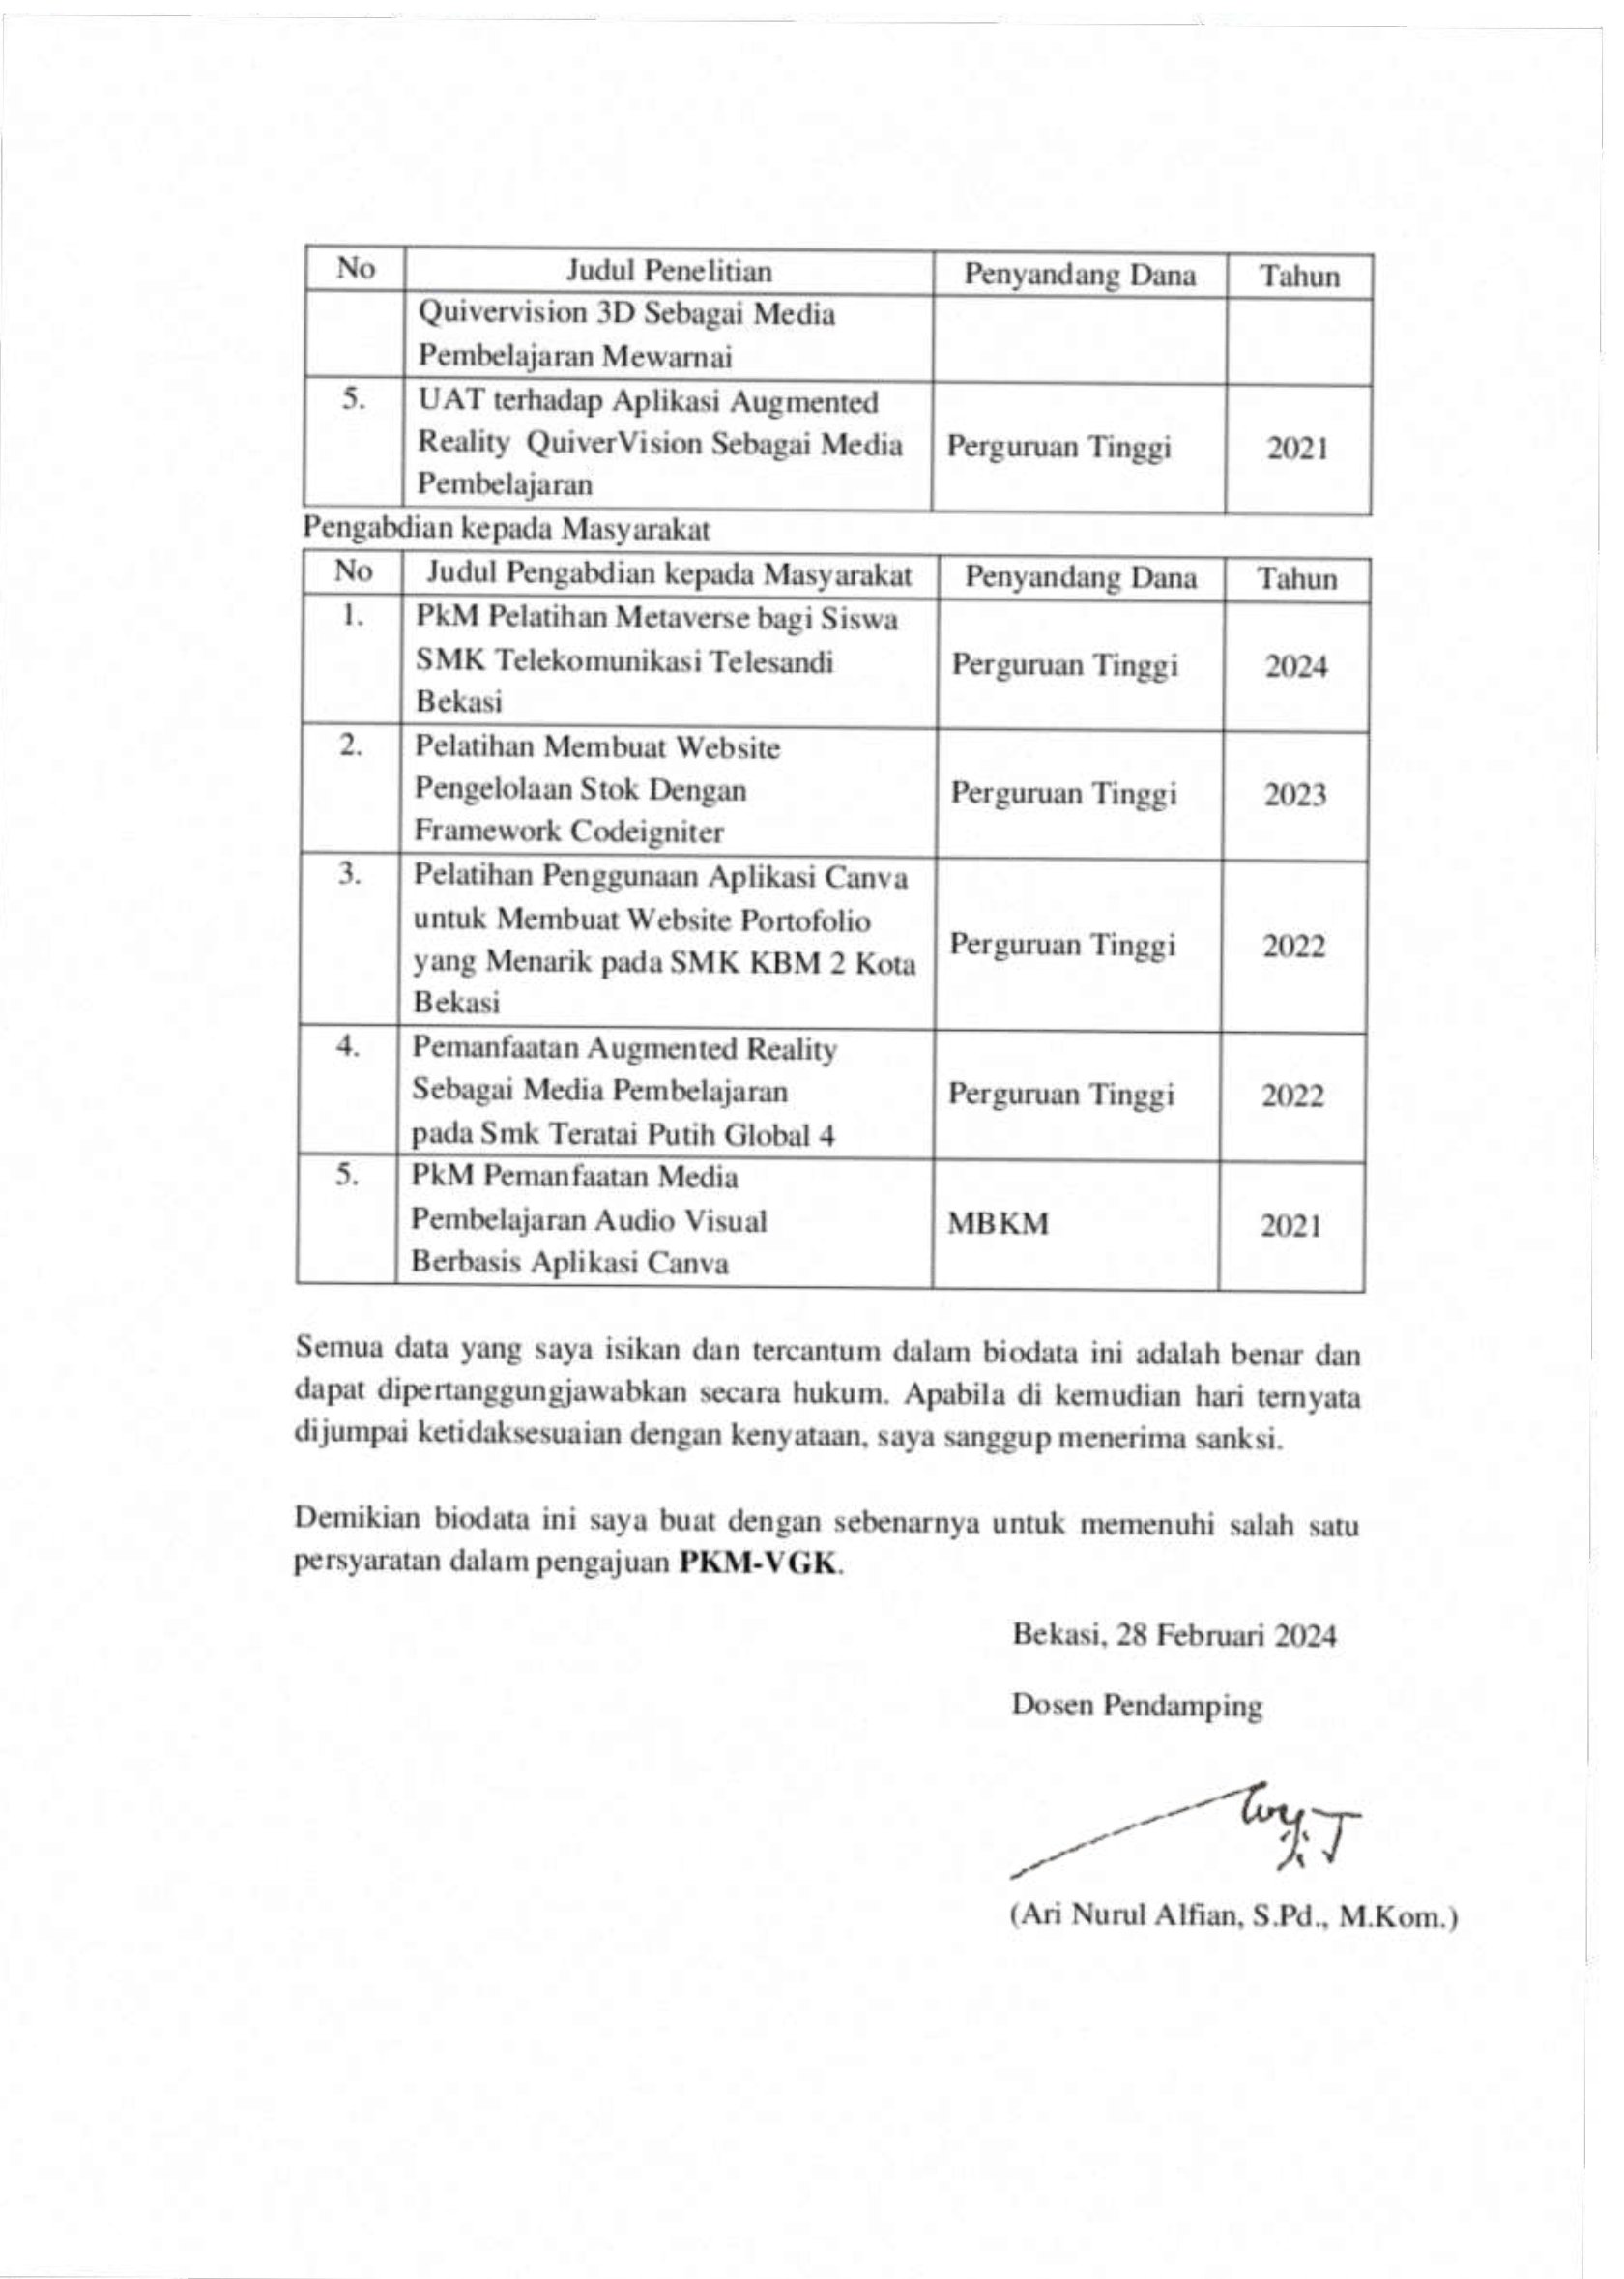 No Judul Penelitian Penyandang Dana Tahun
Quivervision 3D Sebagai Media
Pembelajaran Mewarnai
5. UAT terhadap Aplikasi Augmented
Reality QuiverVision Sebagai Media Perguruan Tinggi 2021
Pembelajaran
Pengabdian kepada Masyarakat
No Judul Pengabdian kepada Masyarakat Penyandang Dana Tahun
1. PkM Pelatihan Metaverse bagi Siswa
SMK Telekomunikasi Telesandi Perguruan Tinggi 2024
Bekasi
2. Pelatihan Membuat Website
Pengelolaan Stok Dengan Perguruan Tinggi 2023
Framework Codeigniter
3. Pelatihan Penggunaan Aplikasi Canva
untuk Membuat Website Portofolio
yang Menarik pada SMK KBM 2 Kota Perguruan Tinggi 2022
Bekasi
4. Pemanfaatan Augmented Reality
Sebagai Media Pembelajaran Perguruan Tinggi 2022
pada Smk Teratai Putih Global 4
5. PkM Pemanfaatan Media
Pembelajaran Audio Visual MBKM 2021
Berbasis Aplikasi Canva
Semua data yang saya isikan dan tercantum dalam biodata ini adalah benar dan
dapat dipertanggungjawabkan secara hukum. Apabila di kemudian hari ternyata
dijumpai ketidaksesuaian dengan kenyataan, saya sanggup menerima sanksi.
Demikian biodata ini saya buat dengan sebenarnya untuk memenuhi salah satu
persyaratan dalam pengajuan PKM-VGK.
Bekasi, 28 Februari 2024
Dosen Pendamping
(Ari Nurul Alfian, S.Pd., M.Kom.)